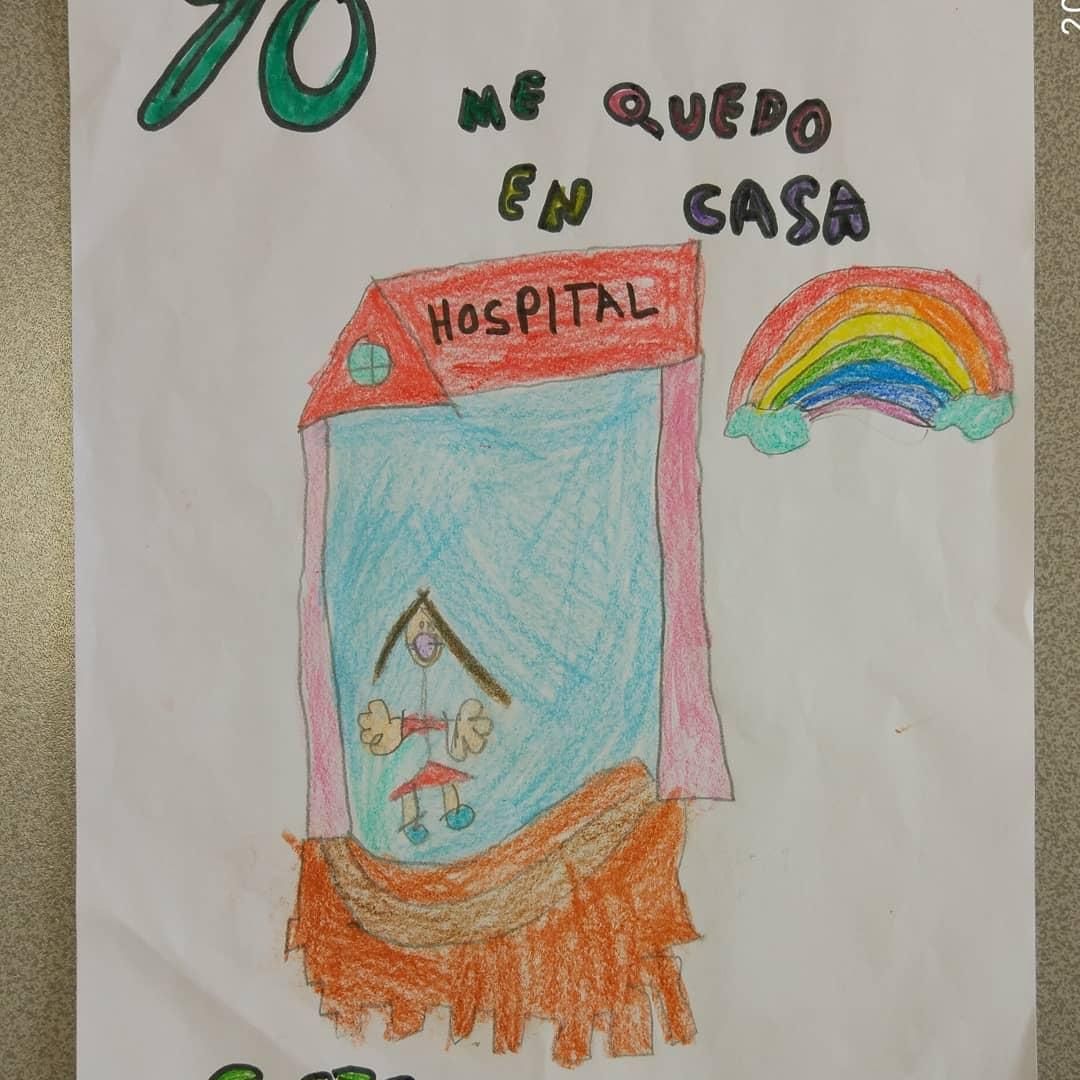 YO
ME QUEDO
EN CASA
HOSPITAL